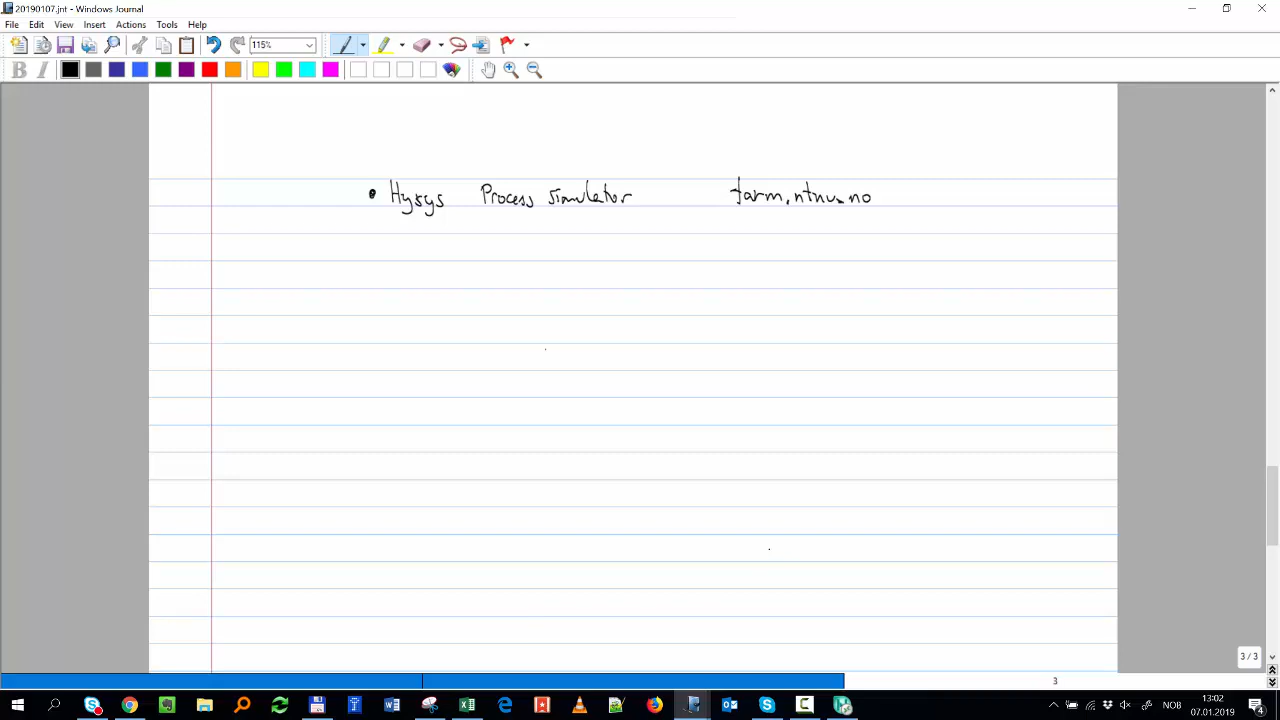 20190107.jnt - Windows Journal
File Edit View Insert Actions Tools Help
115%
B I
• Hysys Process simulator farm.ntnu.no
3 / 3
3
NOB
13:02
07.01.2019